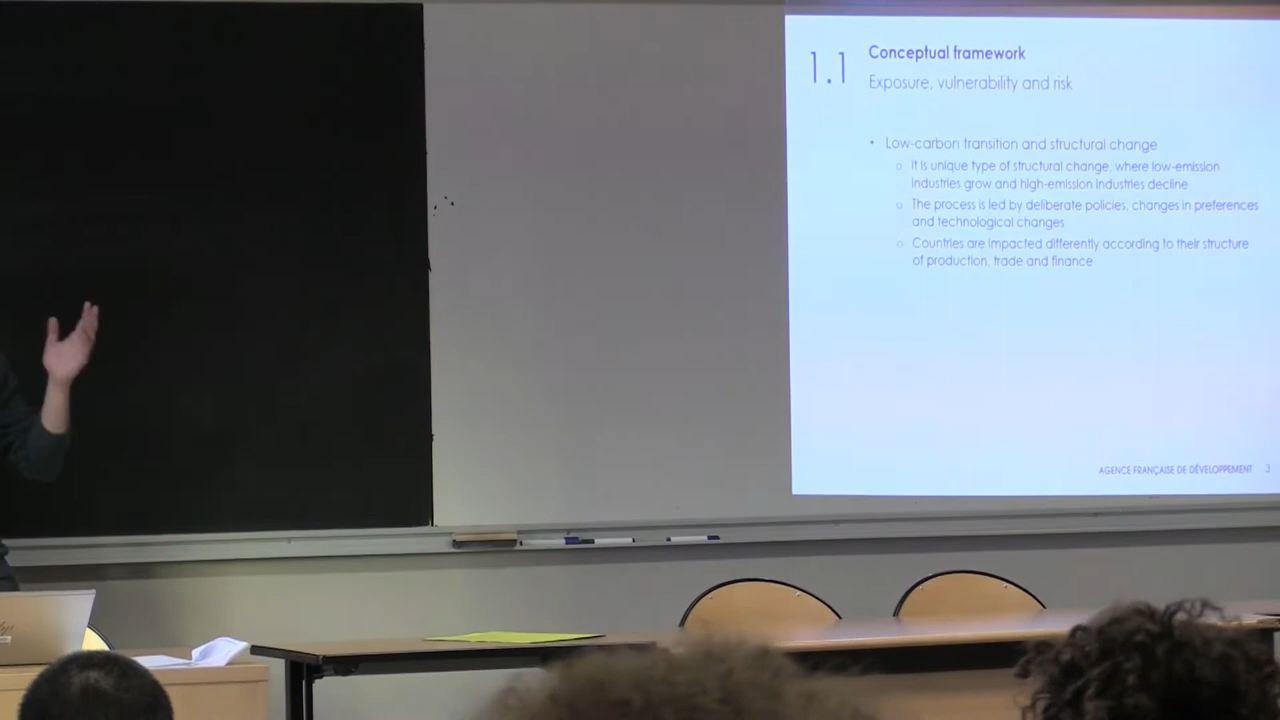 1.1
Conceptual framework
Exposure, vulnerability and risk
• Low-carbon transition and structural change
○ It is unique type of structural change, where low-emission
industries grow and high-emission industries decline
○ The process is led by deliberate policies, changes in preferences
and technological changes
○ Countries are impacted differently according to their structure
of production, trade and finance
AGENCE FRANÇAISE DE DÉVELOPPEMENT 3